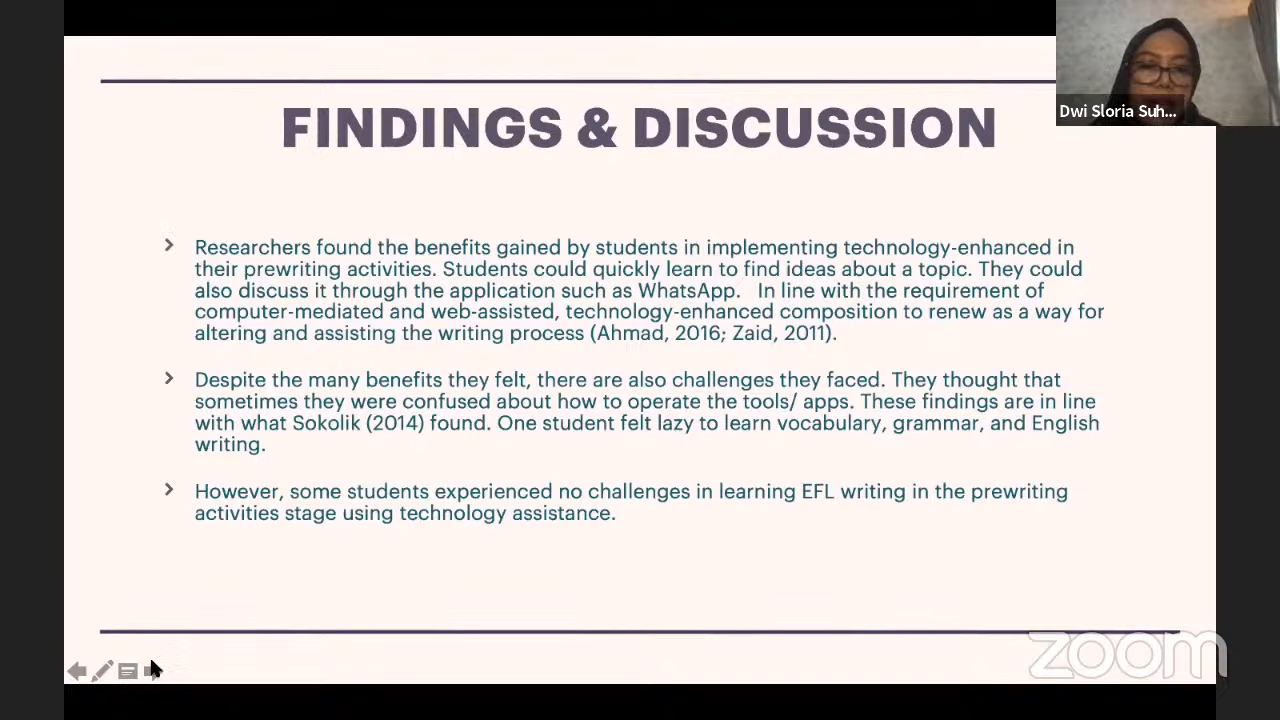 FINDINGS & DISCUSSION
Dwi Sloria Suh...
Researchers found the benefits gained by students in implementing technology-enhanced in
their prewriting activities. Students could quickly learn to find ideas about a topic. They could
also discuss it through the application such as WhatsApp. In line with the requirement of
computer-mediated and web-assisted, technology-enhanced composition to renew as a way for
altering and assisting the writing process (Ahmad, 2016; Zaid, 2011).
Despite the many benefits they felt, there are also challenges they faced. They thought that
sometimes they were confused about how to operate the tools/ apps. These findings are in line
with what Sokolik (2014) found. One student felt lazy to learn vocabulary, grammar, and English
writing.
However, some students experienced no challenges in learning EFL writing in the prewriting
activities stage using technology assistance.
zoom